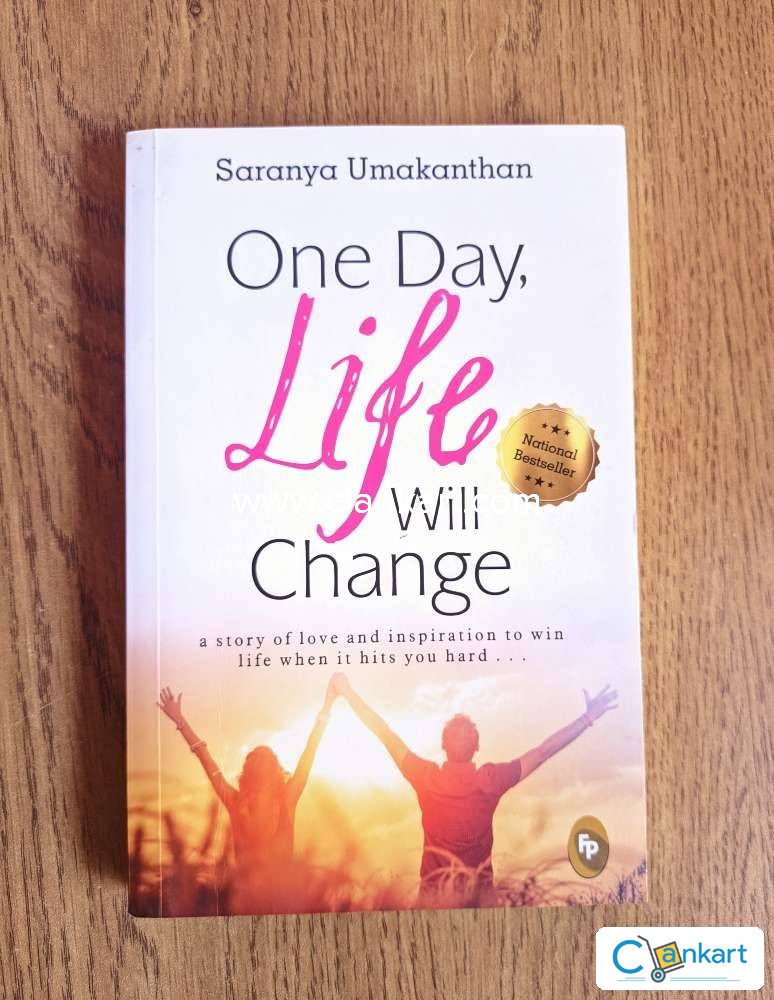 Saranya Umakanthan
One Day,
Life
National
Bestseller
Will
Change
a story of love and inspiration to win
life when it hits you hard . . .
FP
Clankart